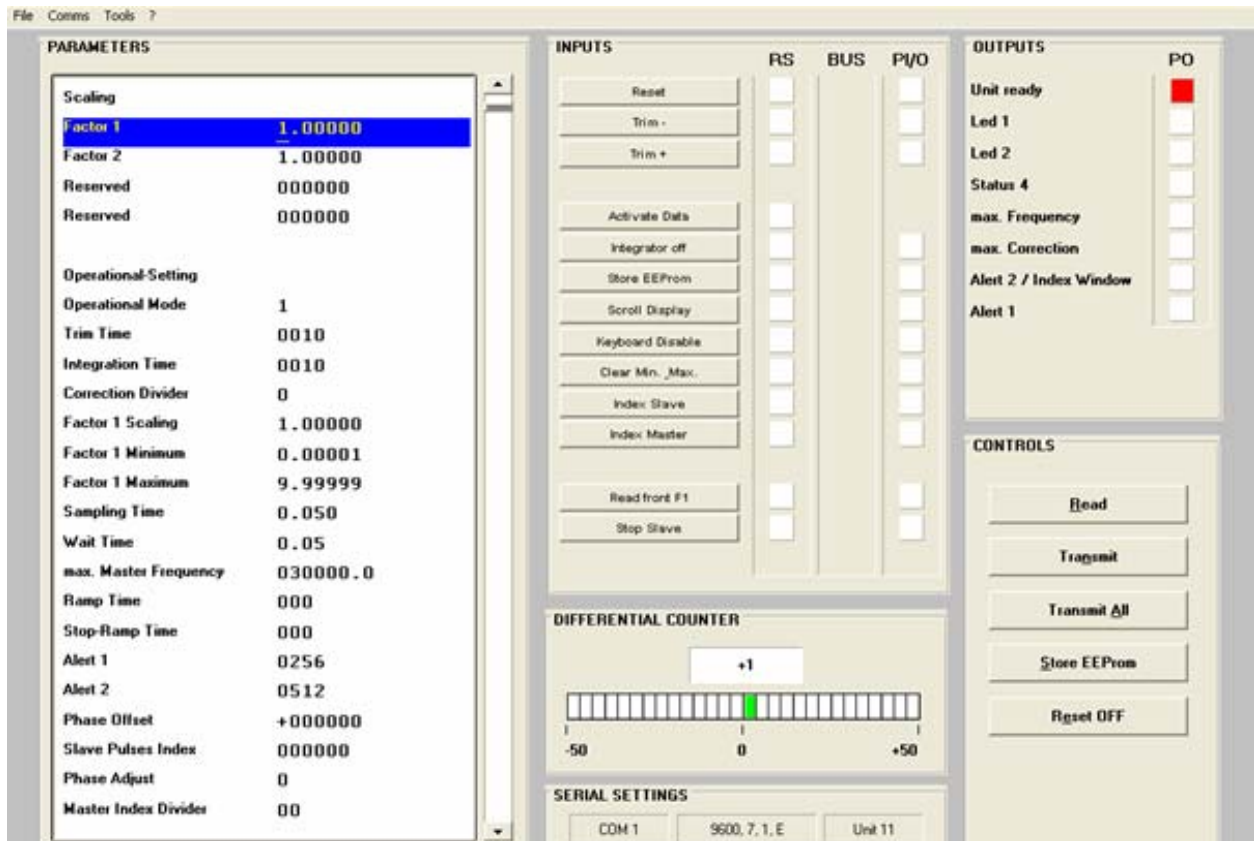 File Comms Tools ?
PARAMETERS
Scaling
Factor 1 1.00000
Factor 2 1.00000
Reserved 000000
Reserved 000000
Operational-Setting
Operational Mode 1
Trim Time 0010
Integration Time 0010
Correction Divider 0
Factor 1 Scaling 1.00000
Factor 1 Minimum 0.00001
Factor 1 Maximum 9.99999
Sampling Time 0.050
Wait Time 0.05
max. Master Frequency 030000.0
Ramp Time 000
Stop-Ramp Time 000
Alert 1 0256
Alert 2 0512
Phase Offset +000000
Slave Pulses Index 000000
Phase Adjust 0
Master Index Divider 00
INPUTS
RS BUS PI/O
Reset
Trim -
Trim +
Activate Data
Integrator off
Store EEProm
Scroll Display
Keyboard Disable
Clear Min._Max.
Index Slave
Index Master
Read front F1
Stop Slave
DIFFERENTIAL COUNTER
+1
-50 0 +50
SERIAL SETTINGS
COM 1 9600, 7, 1, E Unit 11
OUTPUTS
PO
Unit ready
Led 1
Led 2
Status 4
max. Frequency
max. Correction
Alert 2 / Index Window
Alert 1
CONTROLS
Read
Transmit
Transmit All
Store EEProm
Reset OFF